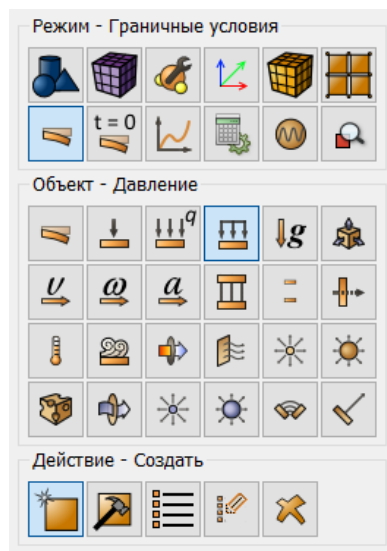 Режим - Граничные условия
t = 0
Объект - Давление
q
g
υ ω a
Действие - Создать